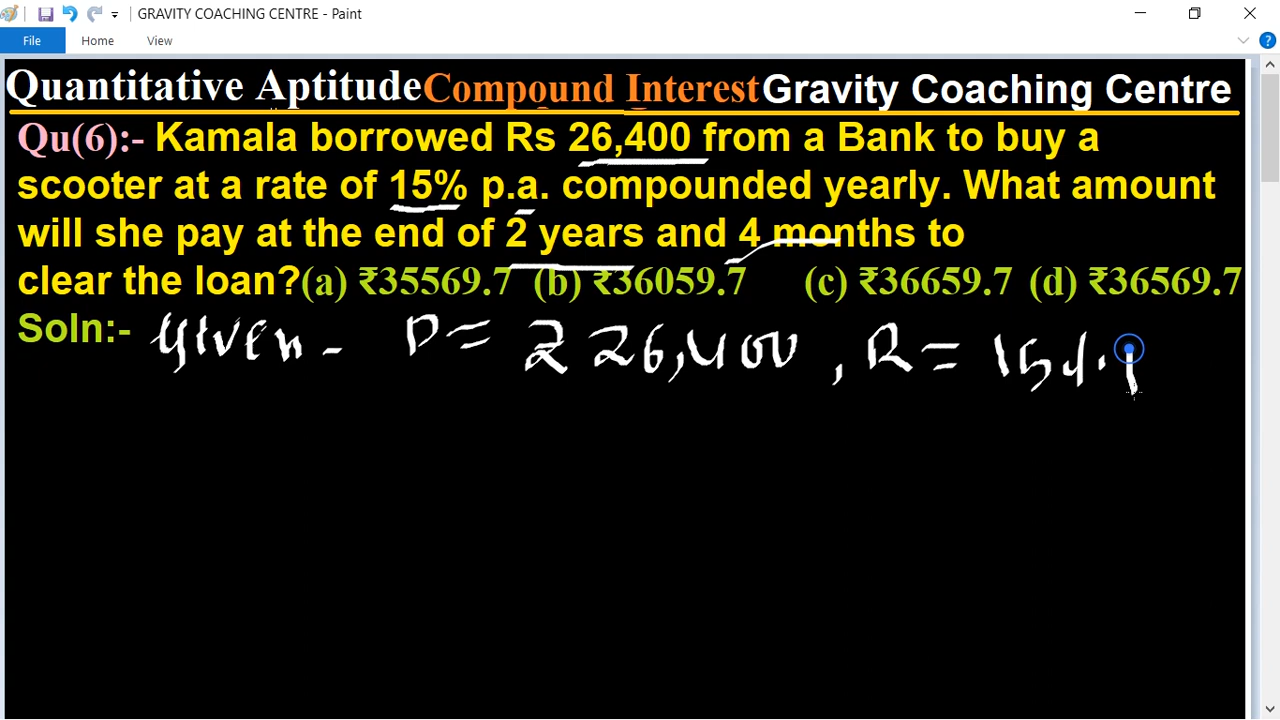 GRAVITY COACHING CENTRE - Paint
File Home View
Quantitative Aptitude Compound Interest Gravity Coaching Centre
Qu(6):- Kamala borrowed Rs 26,400 from a Bank to buy a
scooter at a rate of 15% p.a. compounded yearly. What amount
will she pay at the end of 2 years and 4 months to
clear the loan?(a) ₹35569.7 (b) ₹36059.7 (c) ₹36659.7 (d) ₹36569.7
Soln:- Given - P = ₹ 26,400 , R = 15%